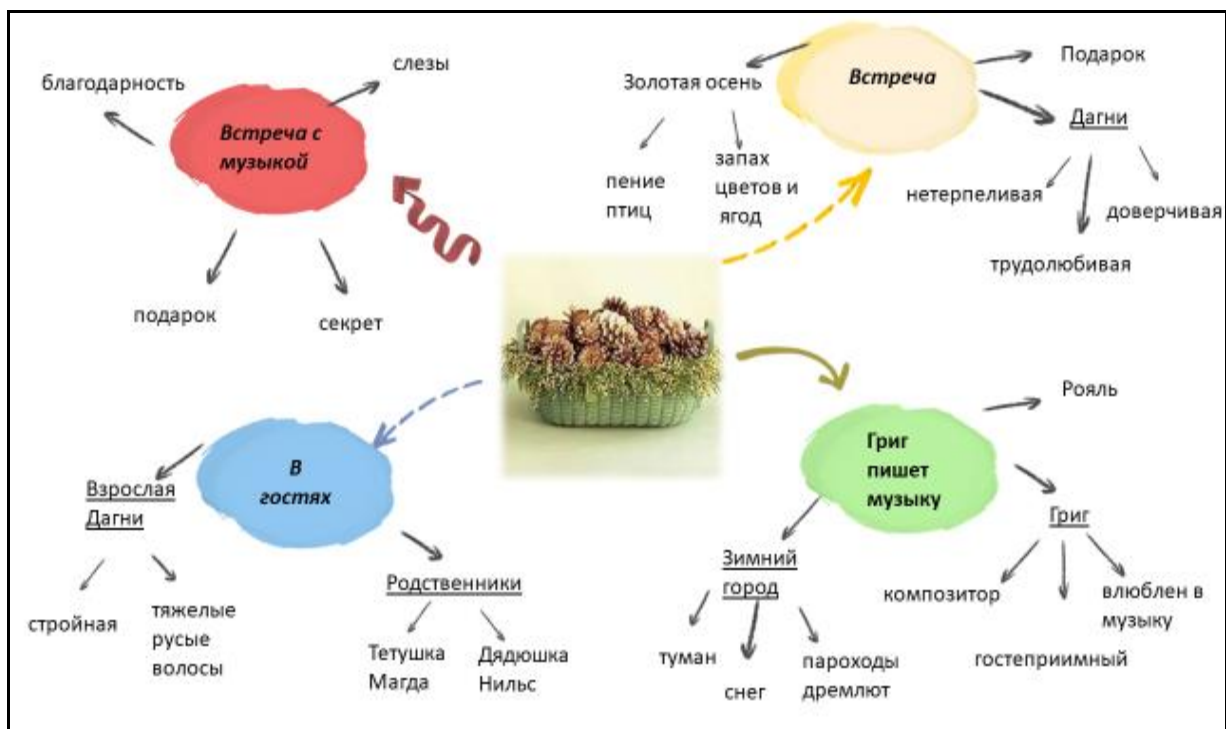 благодарность
слезы
Встреча с
музыкой
подарок
секрет
Встреча
Золотая осень
пение
птиц
запах
цветов и
ягод
Подарок
Дагни
нетерпеливая
трудолюбивая
доверчивая
В
гостях
Взрослая
Дагни
стройная
тяжелые
русые
волосы
Родственники
Тетушка
Магда
Дядюшка
Нильс
Григ
пишет
музыку
Рояль
Григ
композитор
гостеприимный
влюблен в
музыку
Зимний
город
туман
снег
пароходы
дремлют